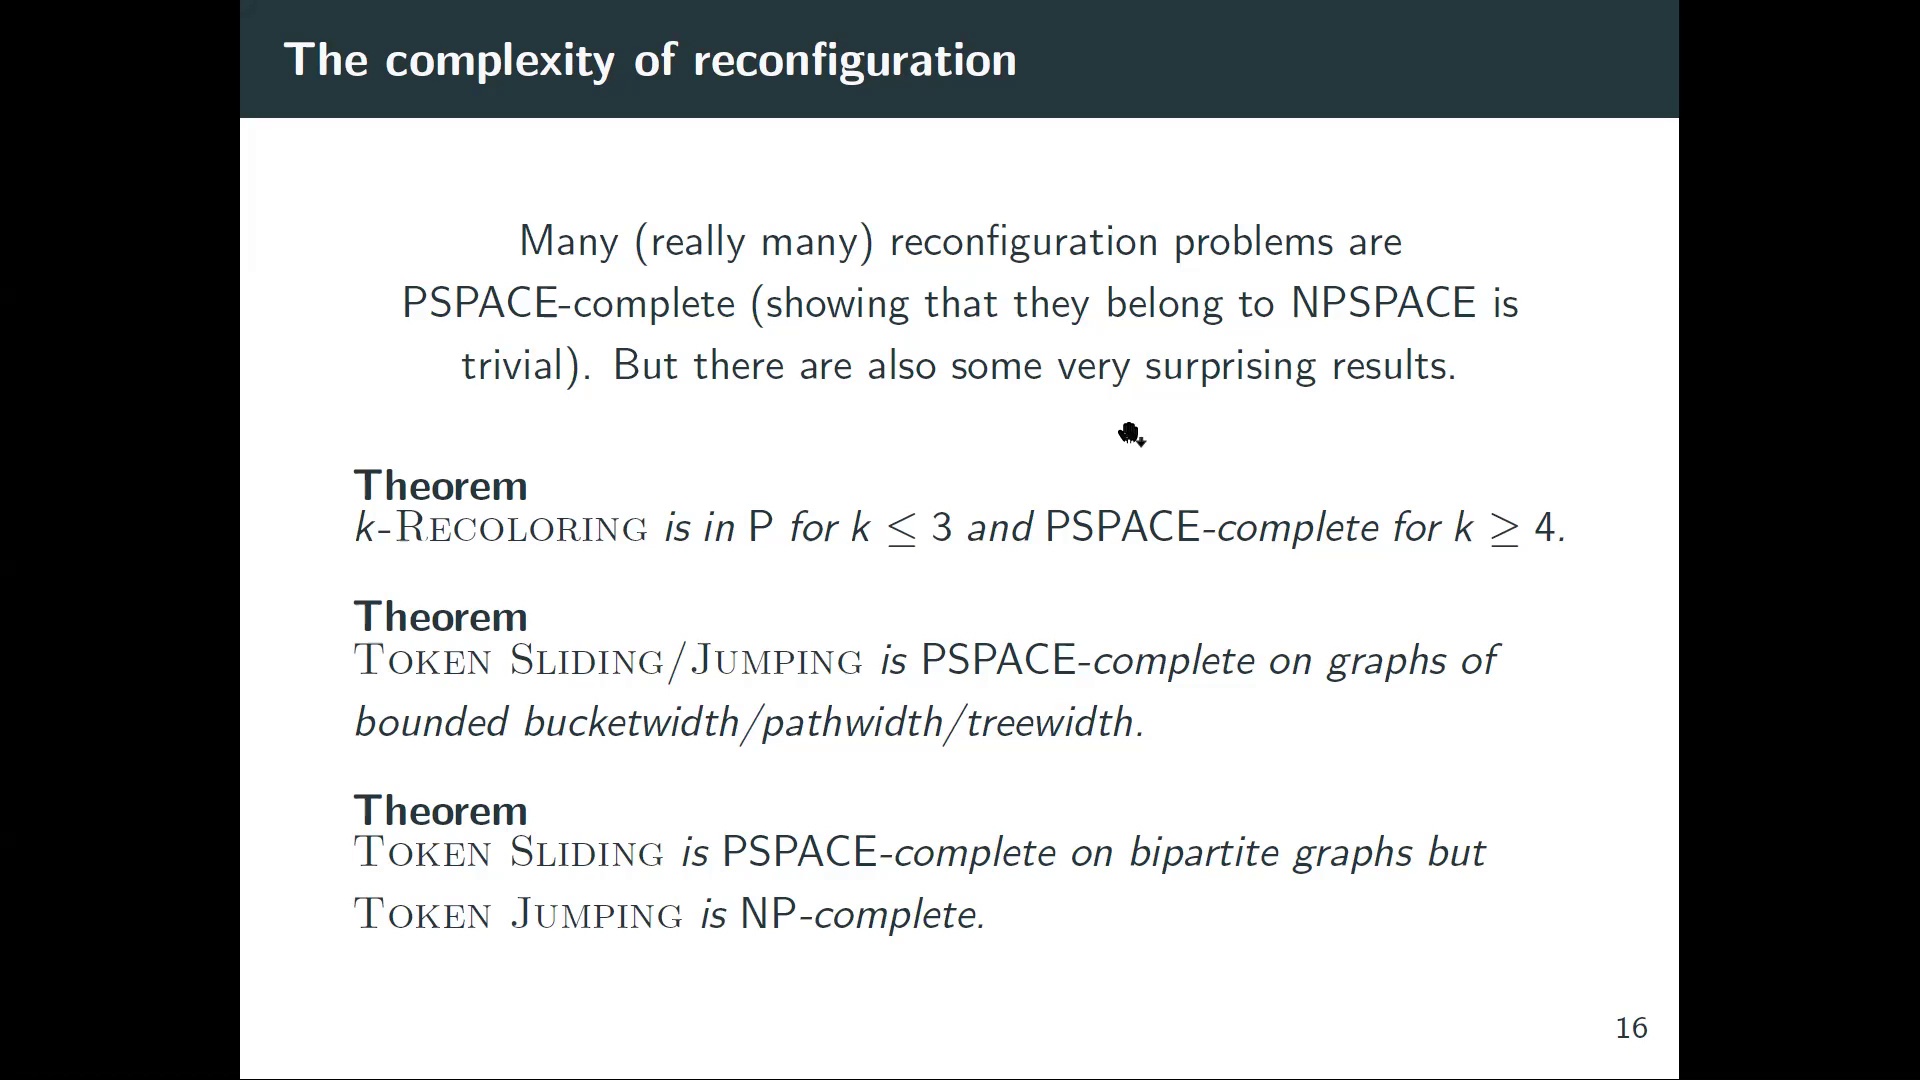 The complexity of reconfiguration
Many (really many) reconfiguration problems are
PSPACE-complete (showing that they belong to NPSPACE is
trivial). But there are also some very surprising results.
Theorem
k-RECOLORING is in P for k ≤ 3 and PSPACE-complete for k ≥ 4.
Theorem
TOKEN SLIDING/JUMPING is PSPACE-complete on graphs of
bounded bucketwidth/pathwidth/treewidth.
Theorem
TOKEN SLIDING is PSPACE-complete on bipartite graphs but
TOKEN JUMPING is NP-complete.
16